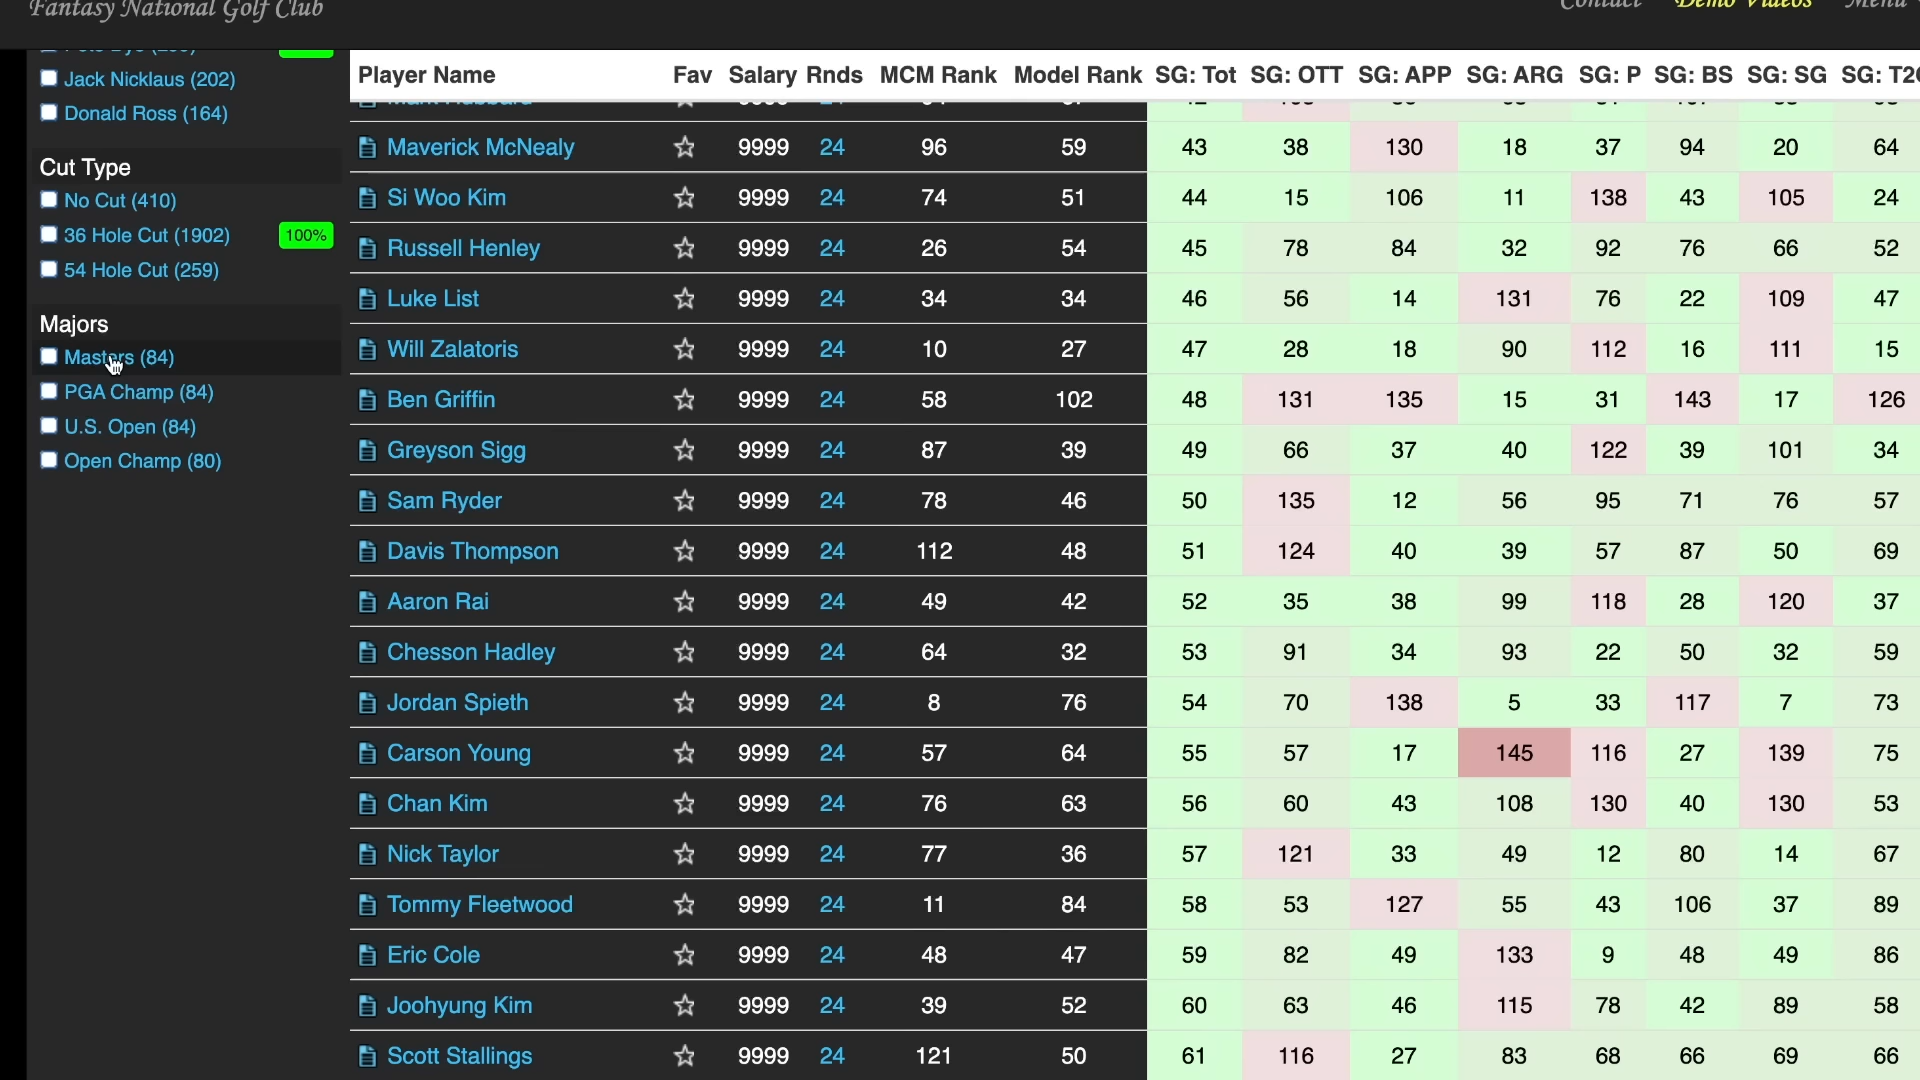 Fantasy National Golf Club
Contact Demo Videos Menu
Jack Nicklaus (202)
Donald Ross (164)
Cut Type
No Cut (410)
36 Hole Cut (1902) 100%
54 Hole Cut (259)
Majors
Masters (84)
PGA Champ (84)
U.S. Open (84)
Open Champ (80)
Player Name Fav Salary Rnds MCM Rank Model Rank SG: Tot SG: OTT SG: APP SG: ARG SG: P SG: BS SG: SG SG: T2
Maverick McNealy 9999 24 96 59 43 38 130 18 37 94 20 64
Si Woo Kim 9999 24 74 51 44 15 106 11 138 43 105 24
Russell Henley 9999 24 26 54 45 78 84 32 92 76 66 52
Luke List 9999 24 34 34 46 56 14 131 76 22 109 47
Will Zalatoris 9999 24 10 27 47 28 18 90 112 16 111 15
Ben Griffin 9999 24 58 102 48 131 135 15 31 143 17 126
Greyson Sigg 9999 24 87 39 49 66 37 40 122 39 101 34
Sam Ryder 9999 24 78 46 50 135 12 56 95 71 76 57
Davis Thompson 9999 24 112 48 51 124 40 39 57 87 50 69
Aaron Rai 9999 24 49 42 52 35 38 99 118 28 120 37
Chesson Hadley 9999 24 64 32 53 91 34 93 22 50 32 59
Jordan Spieth 9999 24 8 76 54 70 138 5 33 117 7 73
Carson Young 9999 24 57 64 55 57 17 145 116 27 139 75
Chan Kim 9999 24 76 63 56 60 43 108 130 40 130 53
Nick Taylor 9999 24 77 36 57 121 33 49 12 80 14 67
Tommy Fleetwood 9999 24 11 84 58 53 127 55 43 106 37 89
Eric Cole 9999 24 48 47 59 82 49 133 9 48 49 86
Joohyung Kim 9999 24 39 52 60 63 46 115 78 42 89 58
Scott Stallings 9999 24 121 50 61 116 27 83 68 66 69 66